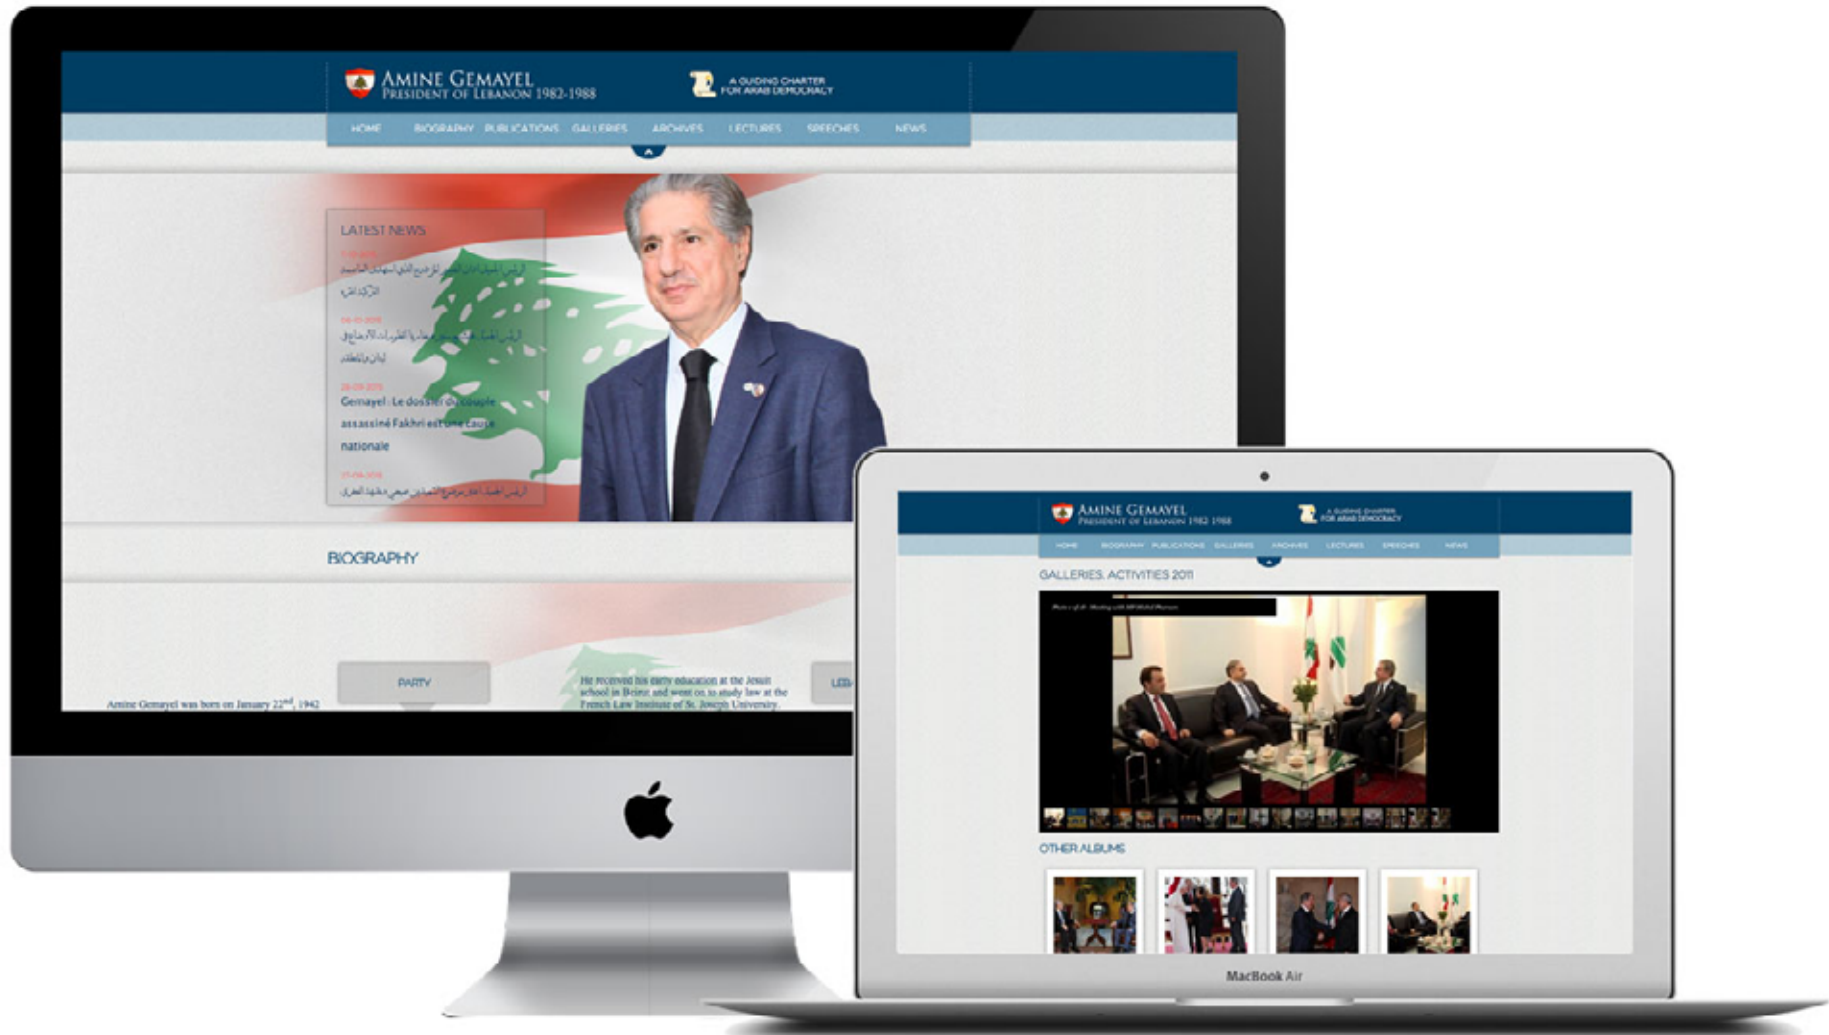 AMINE GEMAYEL
PRESIDENT OF LEBANON 1982-1988
A GUIDING CHARTER
FOR ARAB DEMOCRACY
HOME BIOGRAPHY PUBLICATIONS GALLERIES ARCHIVES LECTURES SPEECHES NEWS
LATEST NEWS
28-09-2015
Gemayel : Le dossier du couple
assassiné Fakhri est une cause
nationale
BIOGRAPHY
PARTY
Amine Gemayel was born on January 22nd, 1942
He received his early education at the Jesuit
school in Beirut and went on to study law at the
French Law Institute of St. Joseph University.
AMINE GEMAYEL
PRESIDENT OF LEBANON 1982-1988
A GUIDING CHARTER
FOR ARAB DEMOCRACY
HOME BIOGRAPHY PUBLICATIONS GALLERIES ARCHIVES LECTURES SPEECHES NEWS
GALLERIES. ACTIVITIES 2011
OTHER ALBUMS
MacBook Air